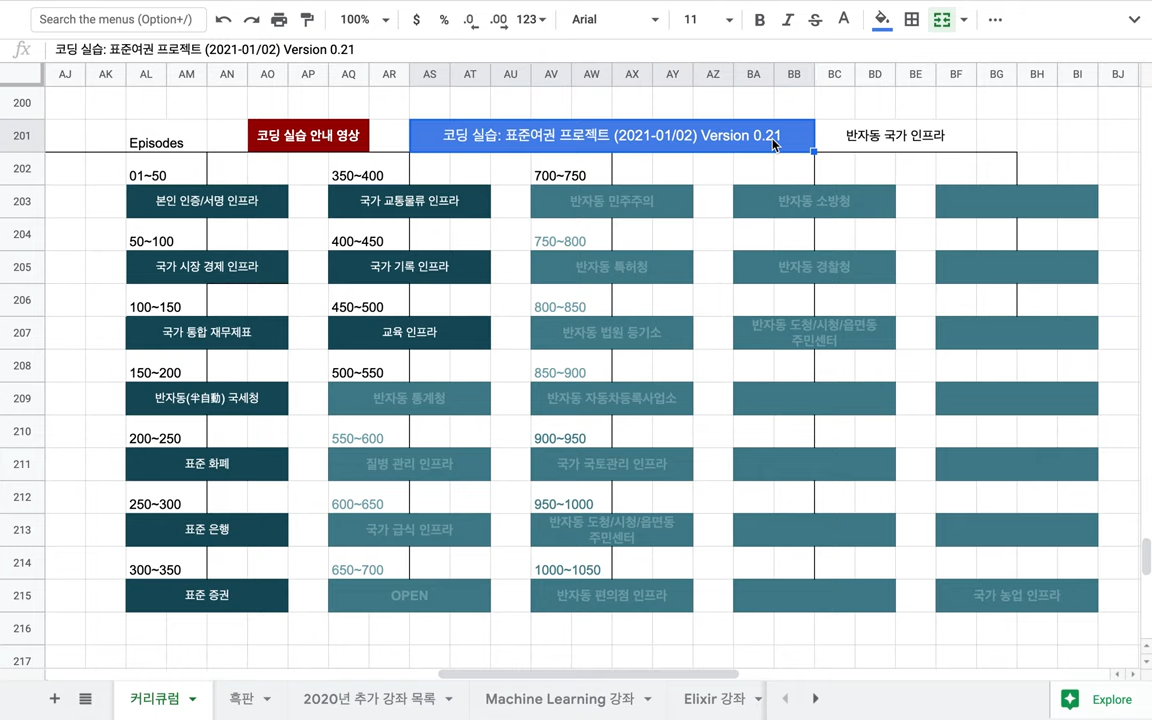 Search the menus (Option+/) 100% $ % .0 .00 123 Arial 11 B I S A
fx 코딩 실습: 표준여권 프로젝트 (2021-01/02) Version 0.21
AJ AK AL AM AN AO AP AQ AR AS AT AU AV AW AX AY AZ BA BB BC BD BE BF BG BH BI BJ
200
201 Episodes 코딩 실습 안내 영상 코딩 실습: 표준여권 프로젝트 (2021-01/02) Version 0.21 반자동 국가 인프라
202 01~50 350~400 700~750
203 본인 인증/서명 인프라 국가 교통물류 인프라 반자동 민주주의 반자동 소방청
204 50~100 400~450 750~800
205 국가 시장 경제 인프라 국가 기록 인프라 반자동 특허청 반자동 경찰청
206 100~150 450~500 800~850
207 국가 통합 재무제표 교육 인프라 반자동 법원 등기소 반자동 도청/시청/읍면동
주민센터
208 150~200 500~550 850~900
209 반자동(半自動) 국세청 반자동 통계청 반자동 자동차등록사업소
210 200~250 550~600 900~950
211 표준 화폐 질병 관리 인프라 국가 국토관리 인프라
212 250~300 600~650 950~1000
213 표준 은행 국가 급식 인프라 반자동 도청/시청/읍면동
주민센터
214 300~350 650~700 1000~1050
215 표준 증권 OPEN 반자동 편의점 인프라 국가 농업 인프라
216
217
커리큘럼 흑판 2020년 추가 강좌 목록 Machine Learning 강좌 Elixir 강좌 Explore